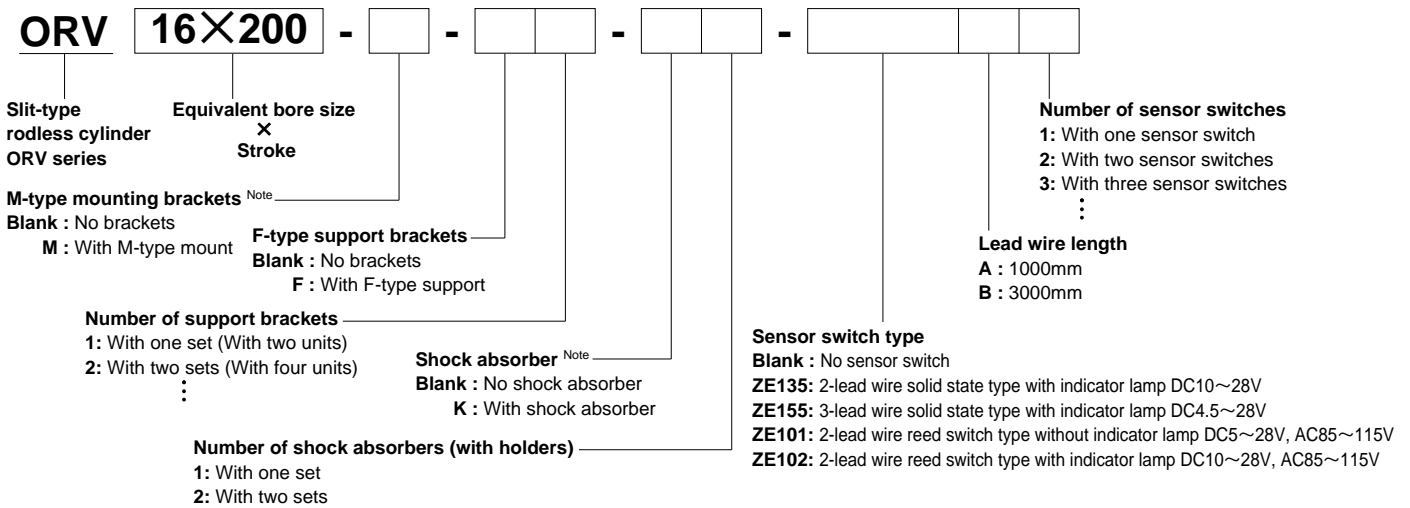 ORV 16×200 - - - -
Slit-type
rodless cylinder
ORV series
Equivalent bore size
×
Stroke
Number of sensor switches
1: With one sensor switch
2: With two sensor switches
3: With three sensor switches
⋮
M-type mounting brackets Note
Blank : No brackets
M : With M-type mount
F-type support brackets
Blank : No brackets
F : With F-type support
Lead wire length
A : 1000mm
B : 3000mm
Number of support brackets
1: With one set (With two units)
2: With two sets (With four units)
⋮
Shock absorber Note
Blank : No shock absorber
K : With shock absorber
Sensor switch type
Blank : No sensor switch
ZE135: 2-lead wire solid state type with indicator lamp DC10～28V
ZE155: 3-lead wire solid state type with indicator lamp DC4.5～28V
ZE101: 2-lead wire reed switch type without indicator lamp DC5～28V, AC85～115V
ZE102: 2-lead wire reed switch type with indicator lamp DC10～28V, AC85～115V
Number of shock absorbers (with holders)
1: With one set
2: With two sets